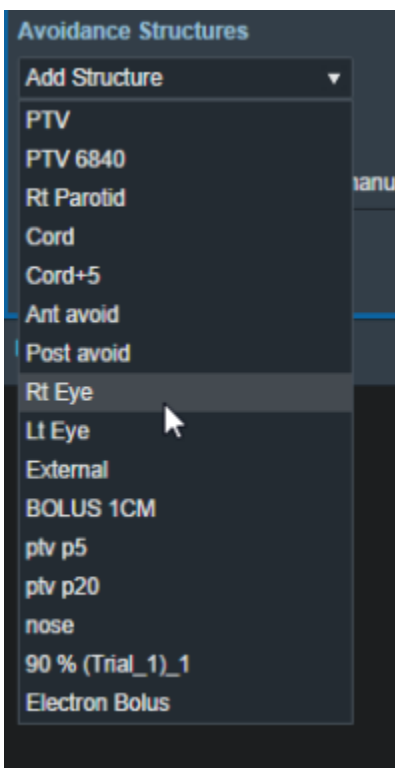 Avoidance Structures
Add Structure
PTV
PTV 6840
Rt Parotid
Cord
Cord+5
Ant avoid
Post avoid
Rt Eye
Lt Eye
External
BOLUS 1CM
ptv p5
ptv p20
nose
90 % (Trial_1)_1
Electron Bolus